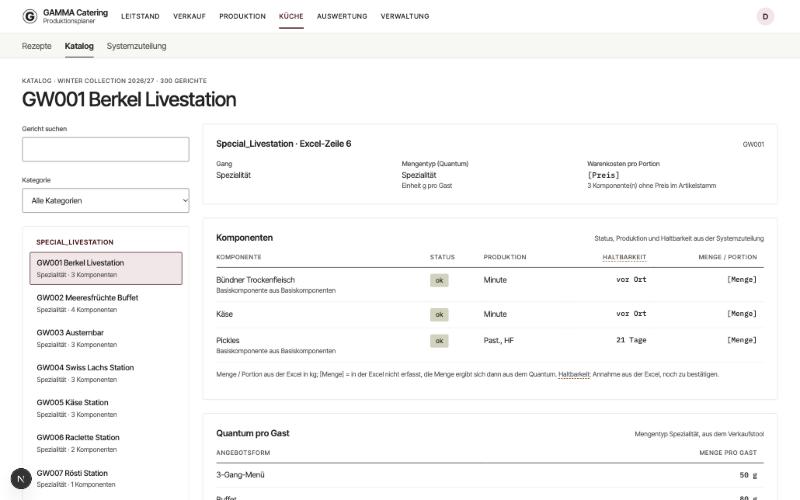 G GAMMA Catering
Produktionsplaner
LEITSTAND VERKAUF PRODUKTION KÜCHE AUSWERTUNG VERWALTUNG
D
Rezepte Katalog Systemzuteilung
KATALOG · WINTER COLLECTION 2026/27 · 300 GERICHTE
GW001 Berkel Livestation
Gericht suchen
Kategorie
Alle Kategorien
SPECIAL_LIVESTATION
GW001 Berkel Livestation
Spezialität · 3 Komponenten
GW002 Meeresfrüchte Buffet
Spezialität · 4 Komponenten
GW003 Austernbar
Spezialität · 3 Komponenten
GW004 Swiss Lachs Station
Spezialität · 3 Komponenten
GW005 Käse Station
Spezialität · 3 Komponenten
GW006 Raclette Station
Spezialität · 2 Komponenten
GW007 Rösti Station
Spezialität · 1 Komponenten
N
Special_Livestation · Excel-Zeile 6 GW001
Gang Mengentyp (Quantum) Warenkosten pro Portion
Spezialität Spezialität [Preis]
Einheit g pro Gast 3 Komponente(n) ohne Preis im Artikelstamm
Komponenten Status, Produktion und Haltbarkeit aus der Systemzuteilung
KOMPONENTE STATUS PRODUKTION HALTBARKEIT MENGE / PORTION
Bündner Trockenfleisch ok Minute vor Ort [Menge]
Basiskomponente aus Basiskomponenten
Käse ok Minute vor Ort [Menge]
Pickles ok Past., HF 21 Tage [Menge]
Basiskomponente aus Basiskomponenten
Menge / Portion aus der Excel in kg; [Menge] = in der Excel nicht erfasst, die Menge ergibt sich dann aus dem Quantum. Haltbarkeit: Annahme aus der Excel, noch zu bestätigen.
Quantum pro Gast Mengentyp Spezialität, aus dem Verkaufstool
ANGEBOTSFORM MENGE PRO GAST
3-Gang-Menü 50 g
Buffet 80 g